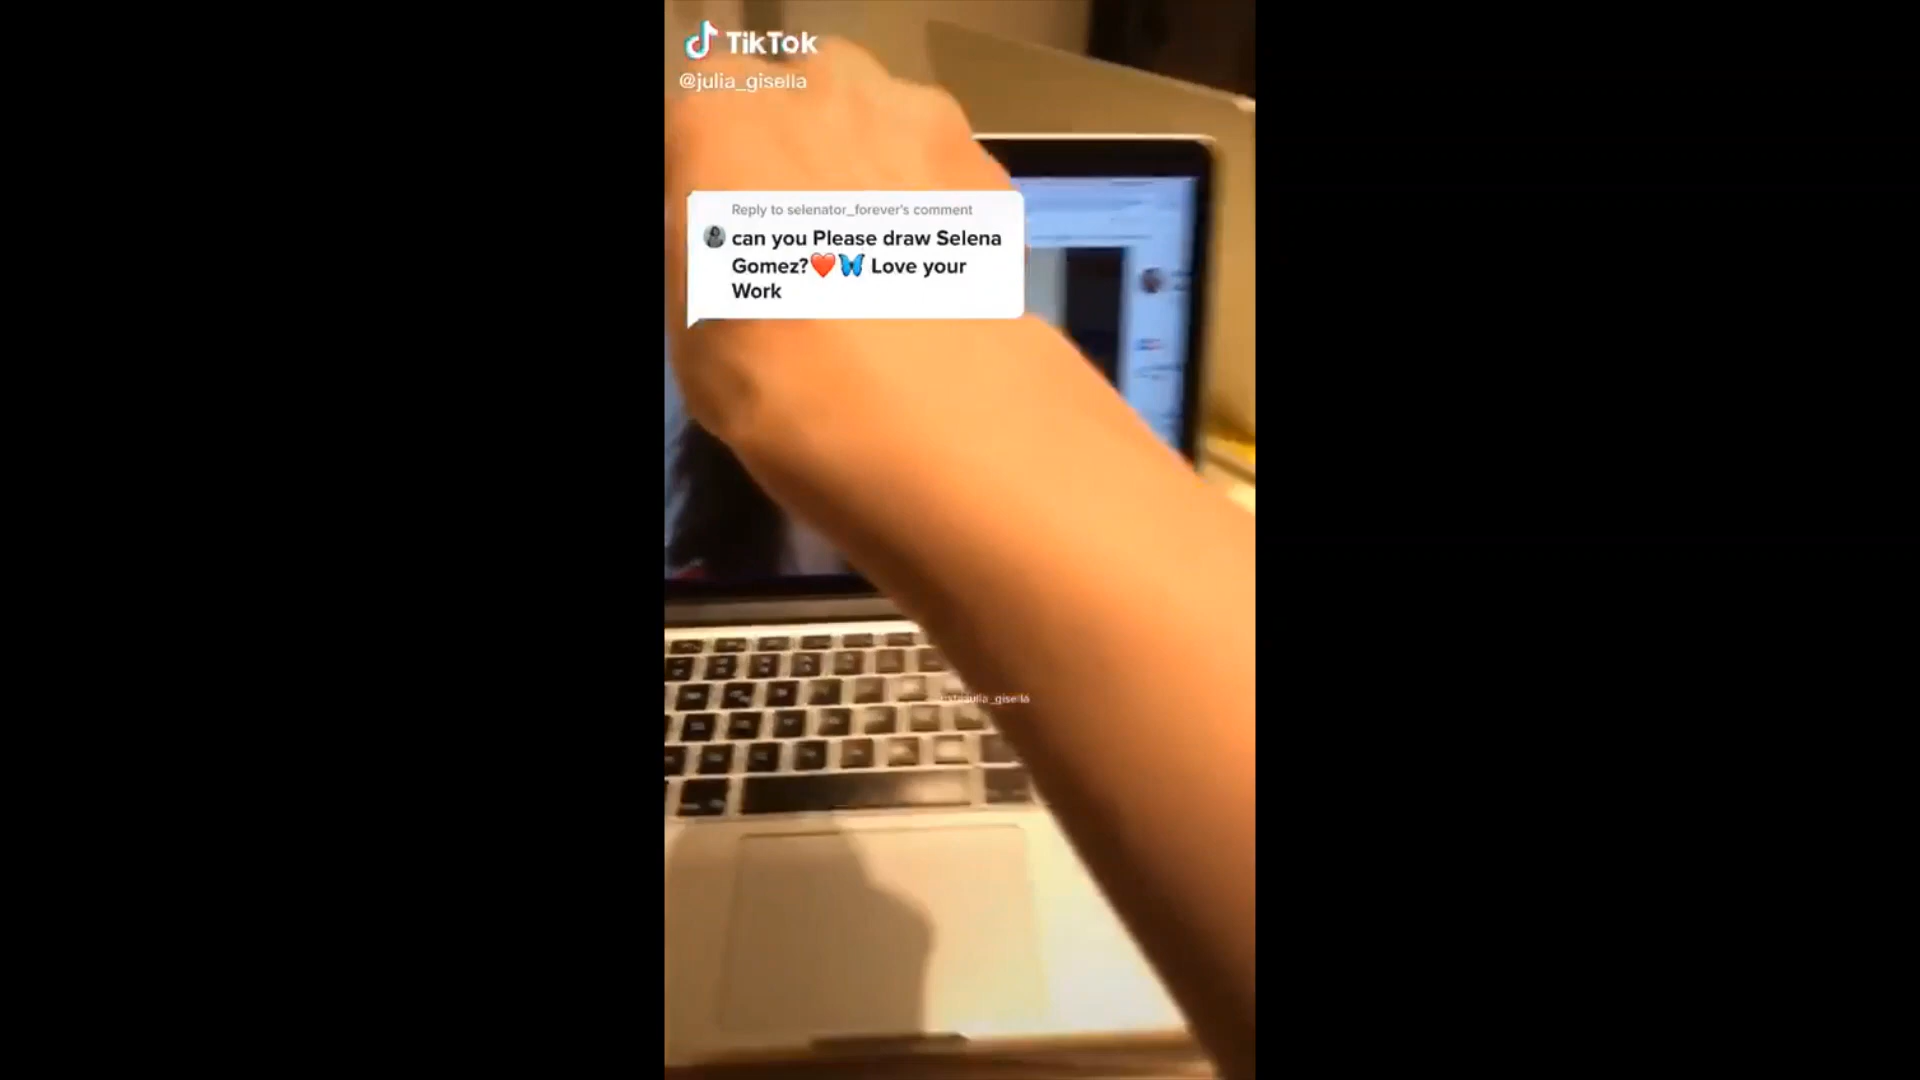 TikTok
@julia_gisella
Reply to selenator_forever's comment
can you Please draw Selena
Gomez?❤️🦋 Love your
Work